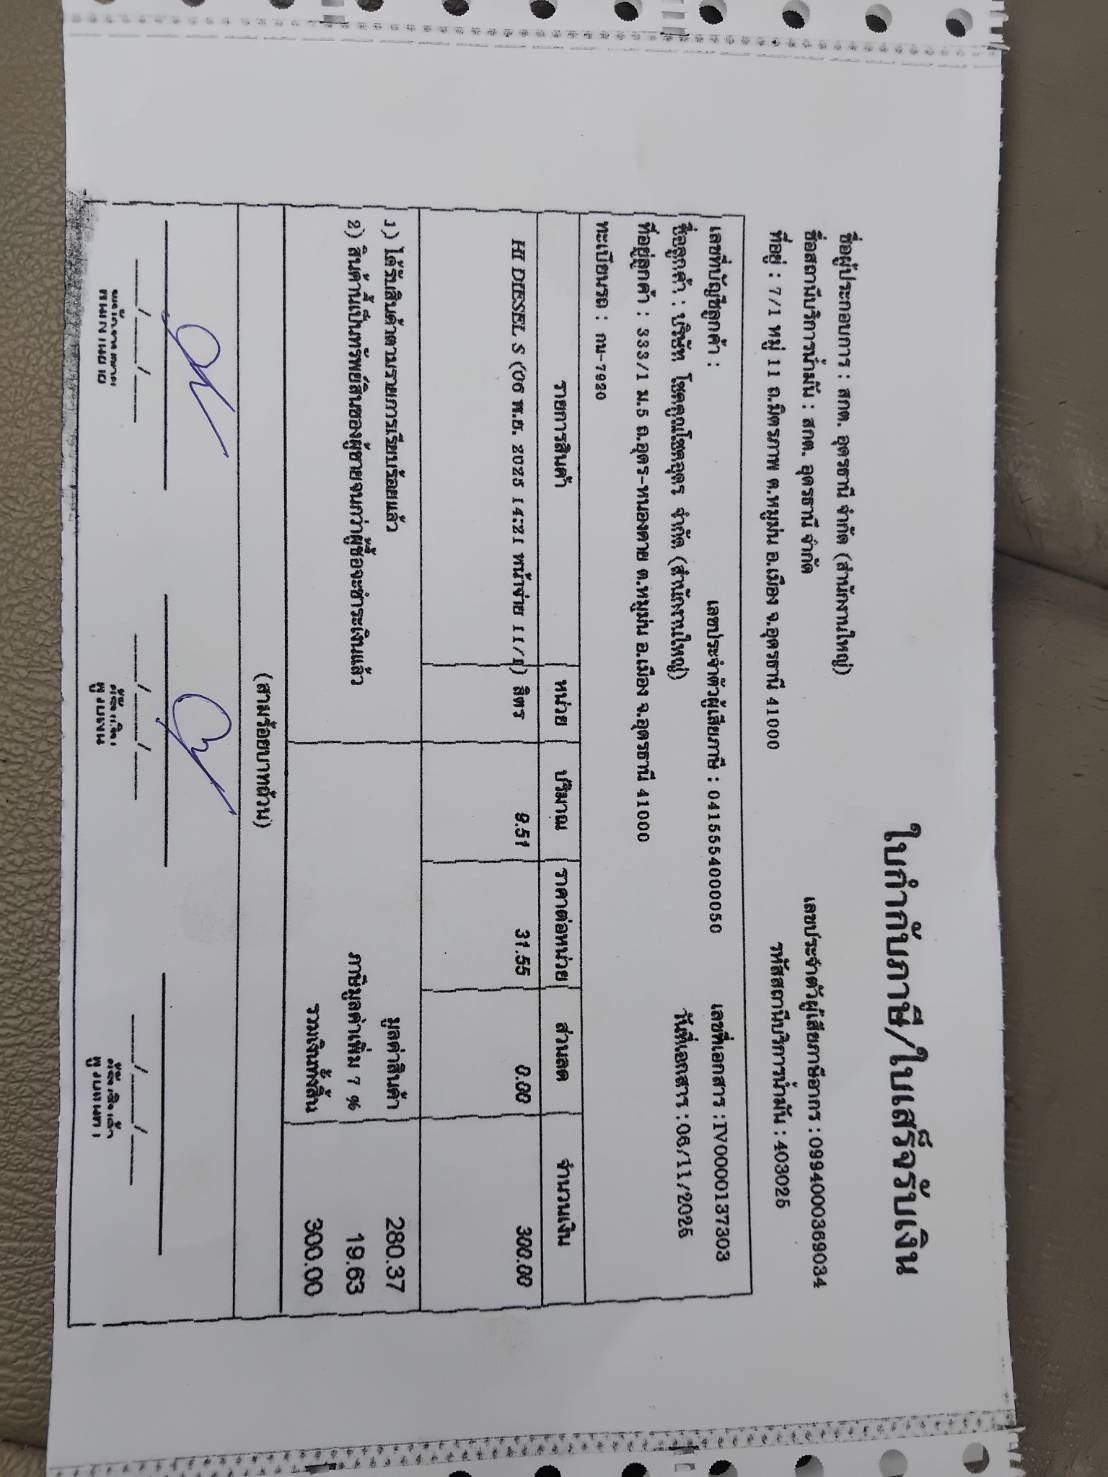 ใบกำกับภาษี/ใบเสร็จรับเงิน
ชื่อผู้ประกอบการ : สกต. อุดรธานี จำกัด (สำนักงานใหญ่) เลขประจำตัวผู้เสียภาษีอากร : 0994000369034
ชื่อสถานีบริการน้ำมัน : สกต. อุดรธานี จำกัด รหัสสถานีบริการน้ำมัน : 403025
ที่อยู่ : 7/1 หมู่ 11 ถ.มิตรภาพ ต.หมูม่น อ.เมือง จ.อุดรธานี 41000
เลขที่บัญชีลูกค้า : เลขประจำตัวผู้เสียภาษี : 0415554000050 เลขที่เอกสาร : IV0000137303
ชื่อลูกค้า : บริษัท โชคคูณโชคอุดร จำกัด (สำนักงานใหญ่) วันที่เอกสาร : 06/11/2025
ที่อยู่ลูกค้า : 333/1 ม.5 ถ.อุดร-หนองคาย ต.หมูม่น อ.เมือง จ.อุดรธานี 41000
ทะเบียนรถ : กน-7920
รายการสินค้า หน่วย ปริมาณ ราคาต่อหน่วย ส่วนลด จำนวนเงิน
HI DIESEL S (06 พ.ย. 2025 14:21 หน้าจ่าย 11/1) ลิตร 9.51 31.55 0.00 300.00
1) ได้รับสินค้าตามรายการเรียบร้อยแล้ว มูลค่าสินค้า 280.37
2) สินค้านี้เป็นทรัพย์สินของผู้ขายจนกว่าผู้ซื้อจะชำระเงินแล้ว ภาษีมูลค่าเพิ่ม 7 % 19.63
รวมเงินทั้งสิ้น 300.00
(สามร้อยบาทถ้วน)
___/___/___ ___/___/___ ___/___/___